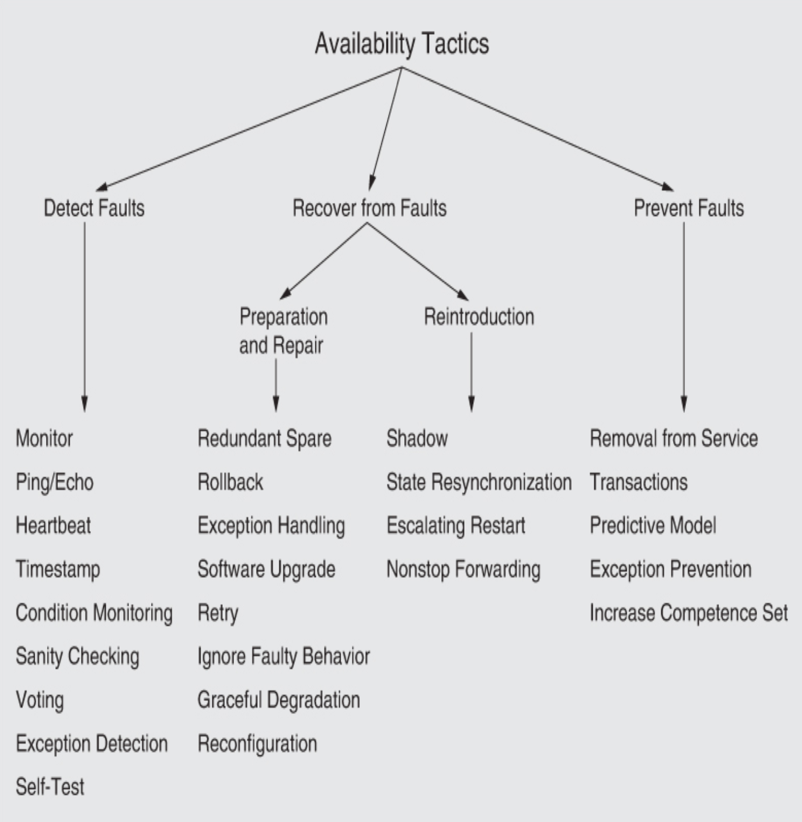 Availability Tactics
Detect Faults
Recover from Faults
Prevent Faults
Preparation
and Repair
Reintroduction
Monitor
Ping/Echo
Heartbeat
Timestamp
Condition Monitoring
Sanity Checking
Voting
Exception Detection
Self-Test
Redundant Spare
Rollback
Exception Handling
Software Upgrade
Retry
Ignore Faulty Behavior
Graceful Degradation
Reconfiguration
Shadow
State Resynchronization
Escalating Restart
Nonstop Forwarding
Removal from Service
Transactions
Predictive Model
Exception Prevention
Increase Competence Set